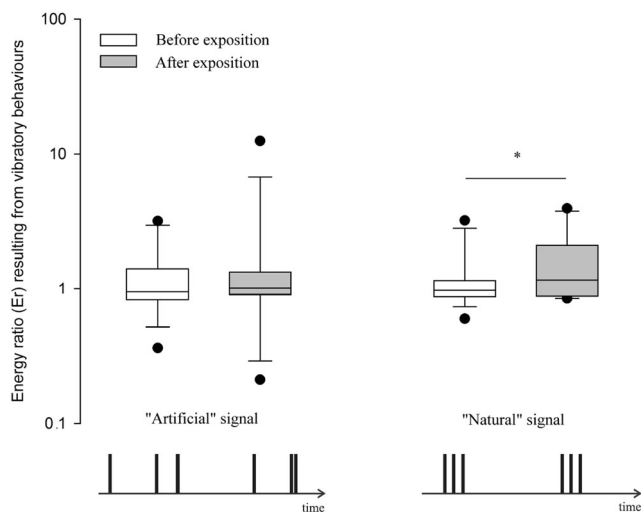 100
Before exposition
After exposition
10
*
1
0.1
Energy ratio (Er) resulting from vibratory behaviours
"Artificial" signal
"Natural" signal
time
time